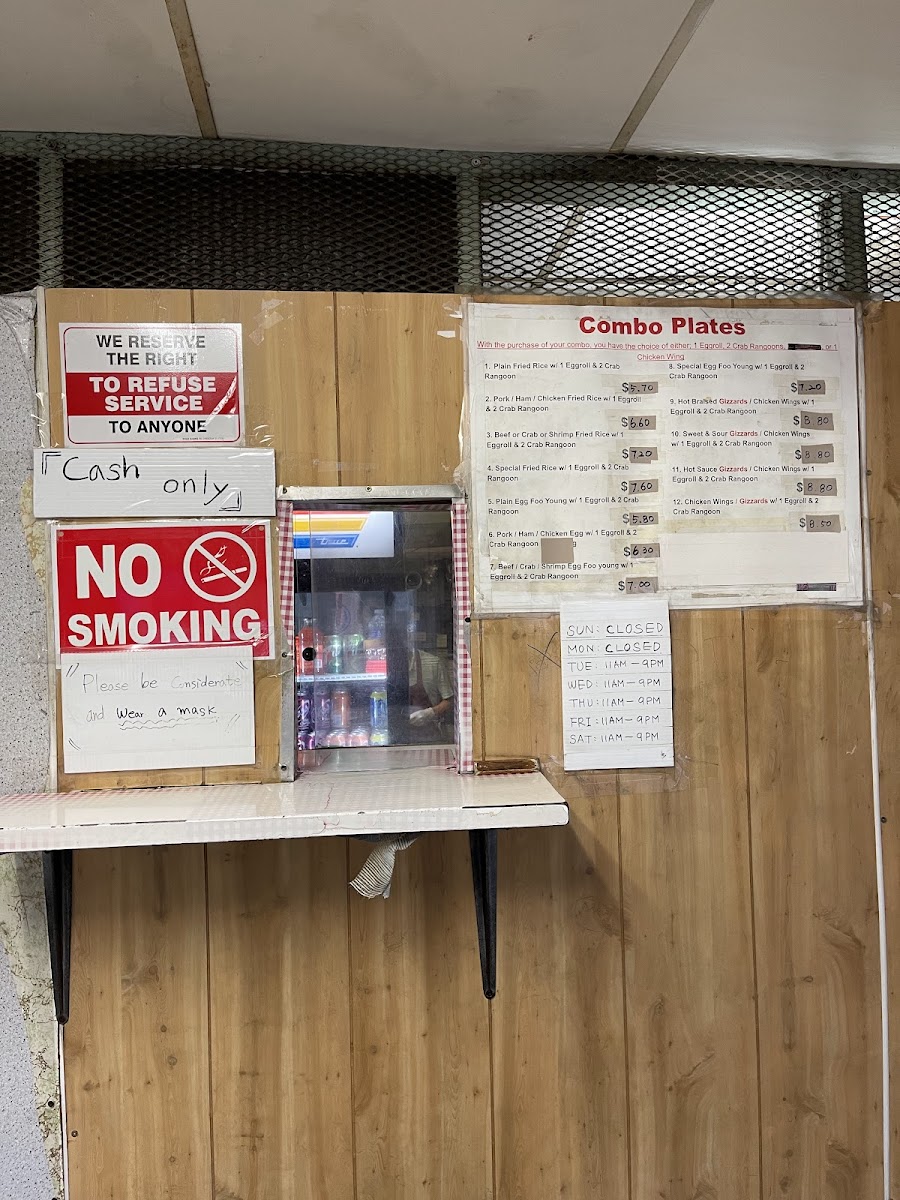 WE RESERVE
THE RIGHT
TO REFUSE
SERVICE
TO ANYONE
「Cash
only」
NO
SMOKING
"Please be Considerate
and Wear a mask"
True
Combo Plates
With the purchase of your combo, you have the choice of either; 1 Eggroll, 2 Crab Rangoons, or 1
Chicken Wing
1. Plain Fried Rice w/ 1 Eggroll & 2 Crab
Rangoon
$5.70
2. Pork / Ham / Chicken Fried Rice w/ 1 Eggroll
& 2 Crab Rangoon
$6.60
3. Beef or Crab or Shrimp Fried Rice w/ 1
Eggroll & 2 Crab Rangoon
$7.20
4. Special Fried Rice w/ 1 Eggroll & 2 Crab
Rangoon
$7.60
5. Plain Egg Foo Young w/ 1 Eggroll & 2 Crab
Rangoon
$5.80
6. Pork / Ham / Chicken Egg w/ 1 Eggroll & 2
Crab Rangoon
$6.30
7. Beef / Crab / Shrimp Egg Foo young w/ 1
Eggroll & 2 Crab Rangoon
$7.00
8. Special Egg Foo Young w/ 1 Eggroll & 2
Crab Rangoon
$7.20
9. Hot Braised Gizzards / Chicken Wings w/ 1
Eggroll & 2 Crab Rangoon
$8.80
10. Sweet & Sour Gizzards / Chicken Wings
w/ 1 Eggroll & 2 Crab Rangoon
$8.80
11. Hot Sauce Gizzards / Chicken Wings w/ 1
Eggroll & 2 Crab Rangoon
$8.80
12. Chicken Wings / Gizzards w/ 1 Eggroll & 2
Crab Rangoon
$8.50
SUN: CLOSED
MON: CLOSED
TUE: 11AM - 9PM
WED: 11AM - 9PM
THU: 11AM - 9PM
FRI: 11AM - 9PM
SAT: 11AM - 9PM